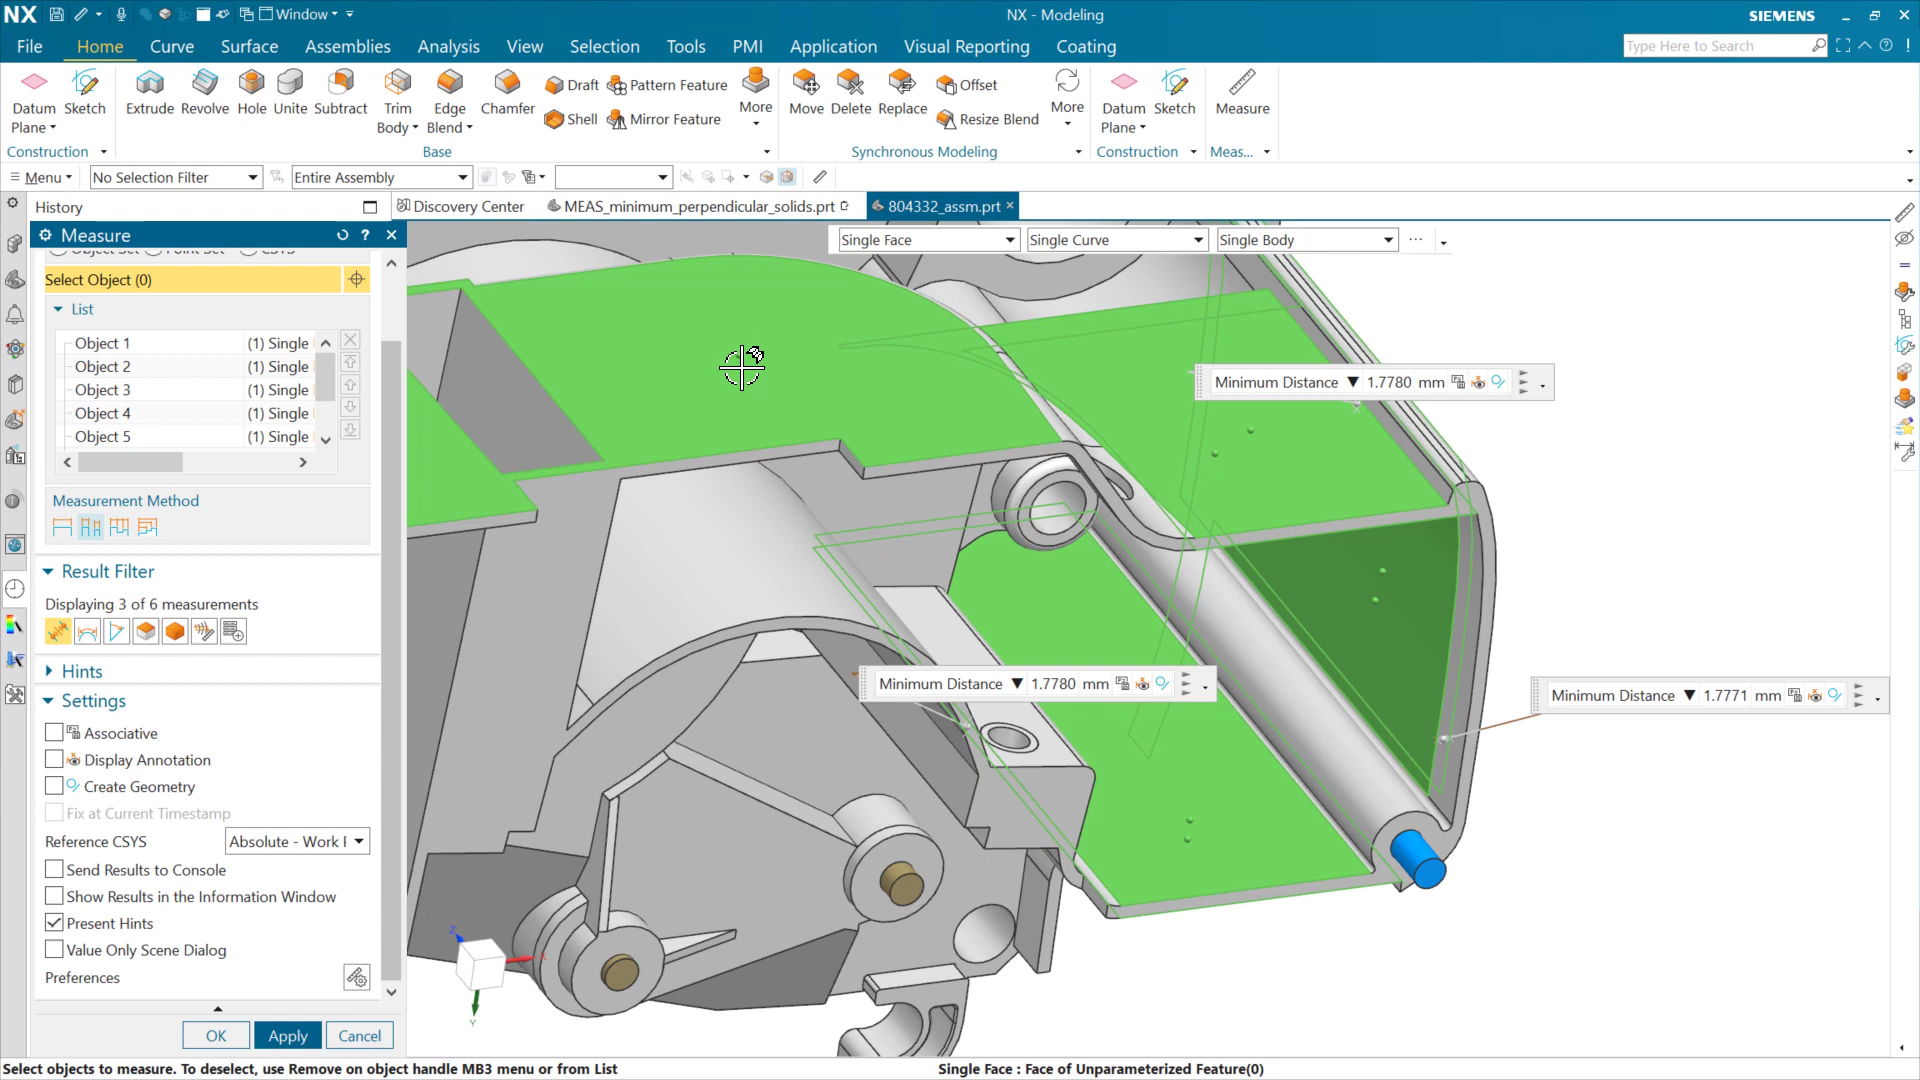 NX
Window
NX - Modeling
SIEMENS
File
Home
Curve
Surface
Assemblies
Analysis
View
Selection
Tools
PMI
Application
Visual Reporting
Coating
Type Here to Search
Datum
Plane
Sketch
Extrude
Revolve
Hole
Unite
Subtract
Trim
Body
Edge
Blend
Chamfer
Draft
Shell
Pattern Feature
Mirror Feature
More
Move
Delete
Replace
Offset
Resize Blend
More
Datum
Plane
Sketch
Measure
Construction
Base
Synchronous Modeling
Construction
Meas...
Menu
No Selection Filter
Entire Assembly
History
Discovery Center
MEAS_minimum_perpendicular_solids.prt
804332_assm.prt
Measure
Single Face
Single Curve
Single Body
Select Object (0)
List
Object 1 (1) Single
Object 2 (1) Single
Object 3 (1) Single
Object 4 (1) Single
Object 5 (1) Single
Measurement Method
Result Filter
Displaying 3 of 6 measurements
Hints
Settings
Associative
Display Annotation
Create Geometry
Fix at Current Timestamp
Reference CSYS
Absolute - Work
Send Results to Console
Show Results in the Information Window
Present Hints
Value Only Scene Dialog
Preferences
OK
Apply
Cancel
Minimum Distance 1.7780 mm
Minimum Distance 1.7780 mm
Minimum Distance 1.7771 mm
Z
X
Y
Select objects to measure. To deselect, use Remove on object handle MB3 menu or from List
Single Face : Face of Unparameterized Feature(0)